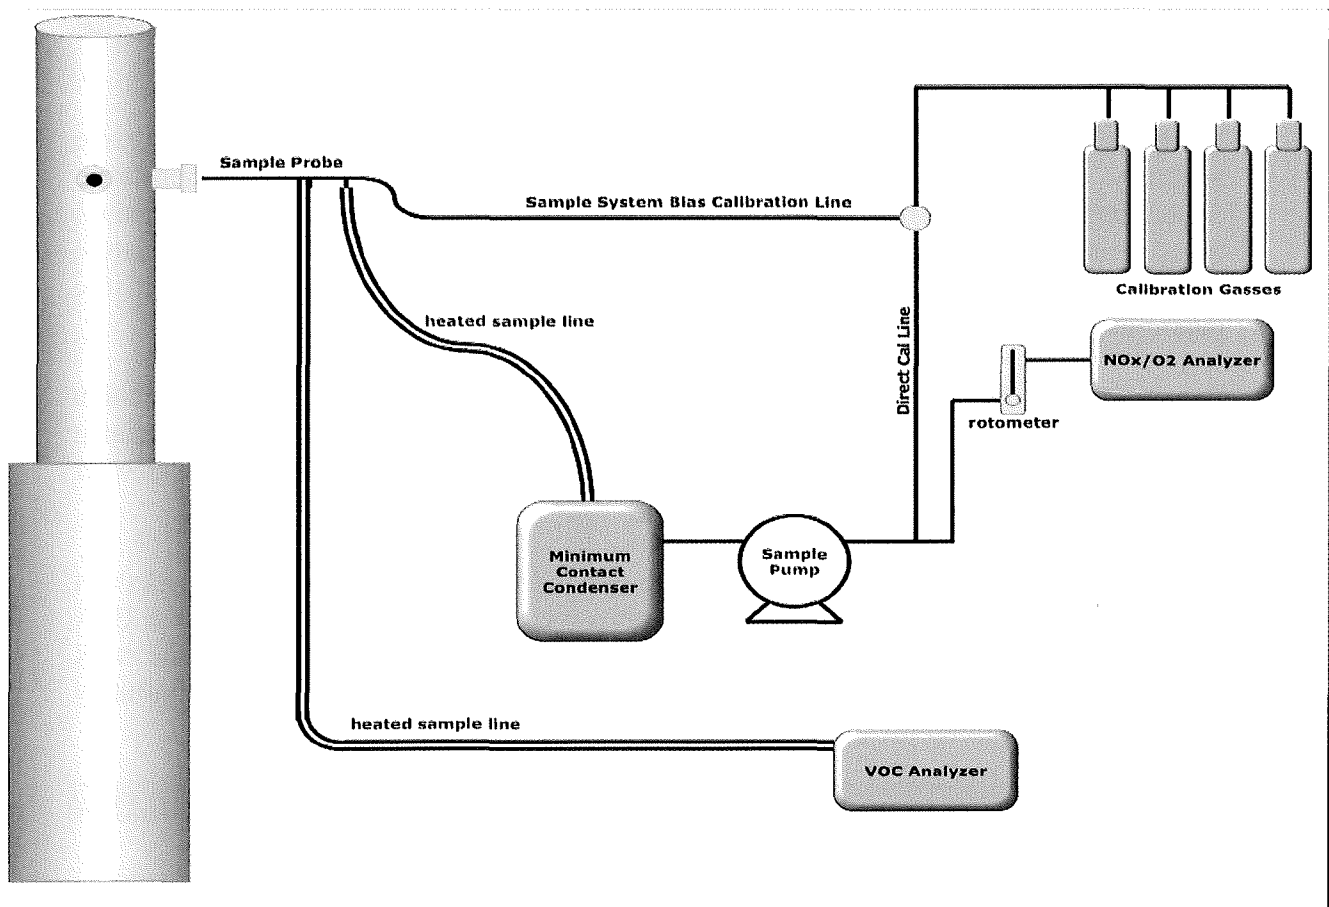 Sample Probe
Sample System Bias Calibration Line
Calibration Gasses
heated sample line
Direct Cal Line
NOx/O2 Analyzer
rotometer
Minimum
Contact
Condenser
Sample
Pump
heated sample line
VOC Analyzer